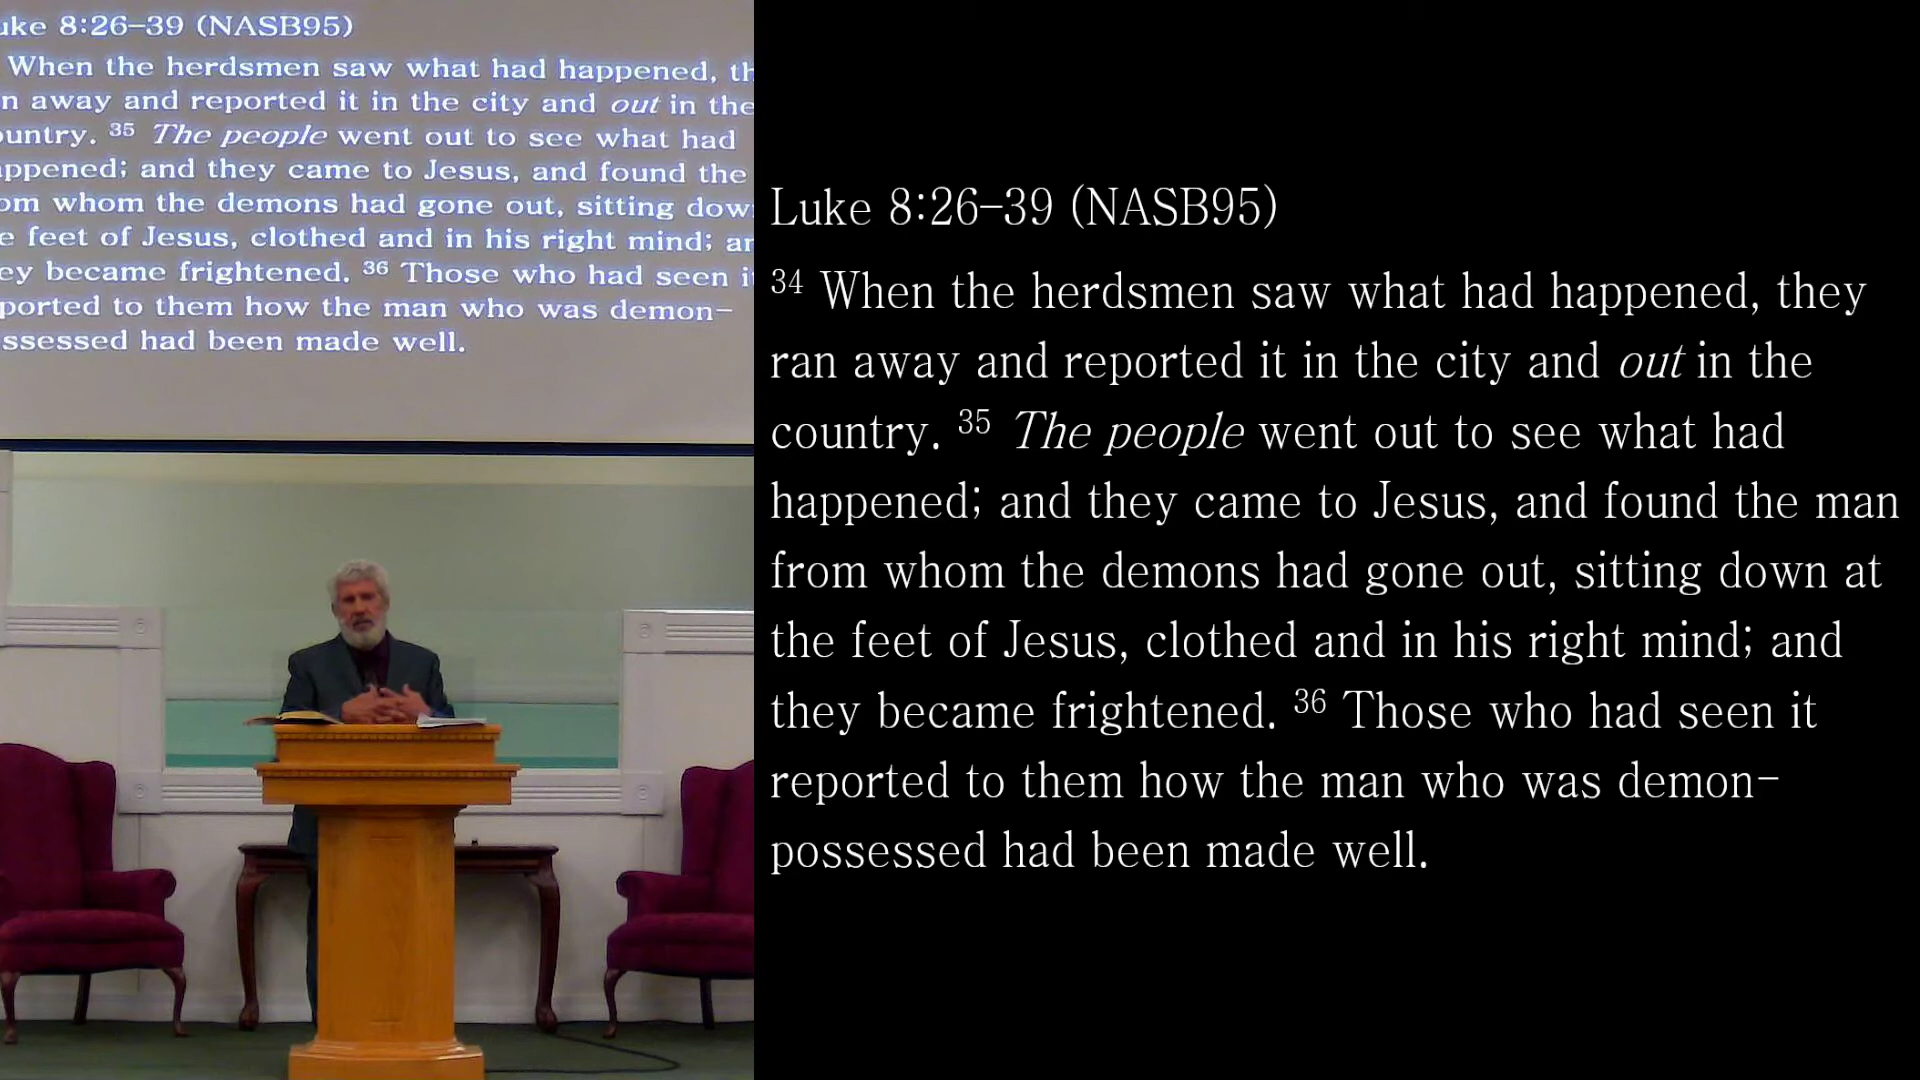 uke 8:26–39 (NASB95)
When the herdsmen saw what had happened, th
n away and reported it in the city and out in the
ountry. 35 The people went out to see what had
appened; and they came to Jesus, and found the
om whom the demons had gone out, sitting dow
e feet of Jesus, clothed and in his right mind; an
ey became frightened. 36 Those who had seen it
ported to them how the man who was demon-
ssessed had been made well.
Luke 8:26–39 (NASB95)
34 When the herdsmen saw what had happened, they
ran away and reported it in the city and out in the
country. 35 The people went out to see what had
happened; and they came to Jesus, and found the man
from whom the demons had gone out, sitting down at
the feet of Jesus, clothed and in his right mind; and
they became frightened. 36 Those who had seen it
reported to them how the man who was demon-
possessed had been made well.